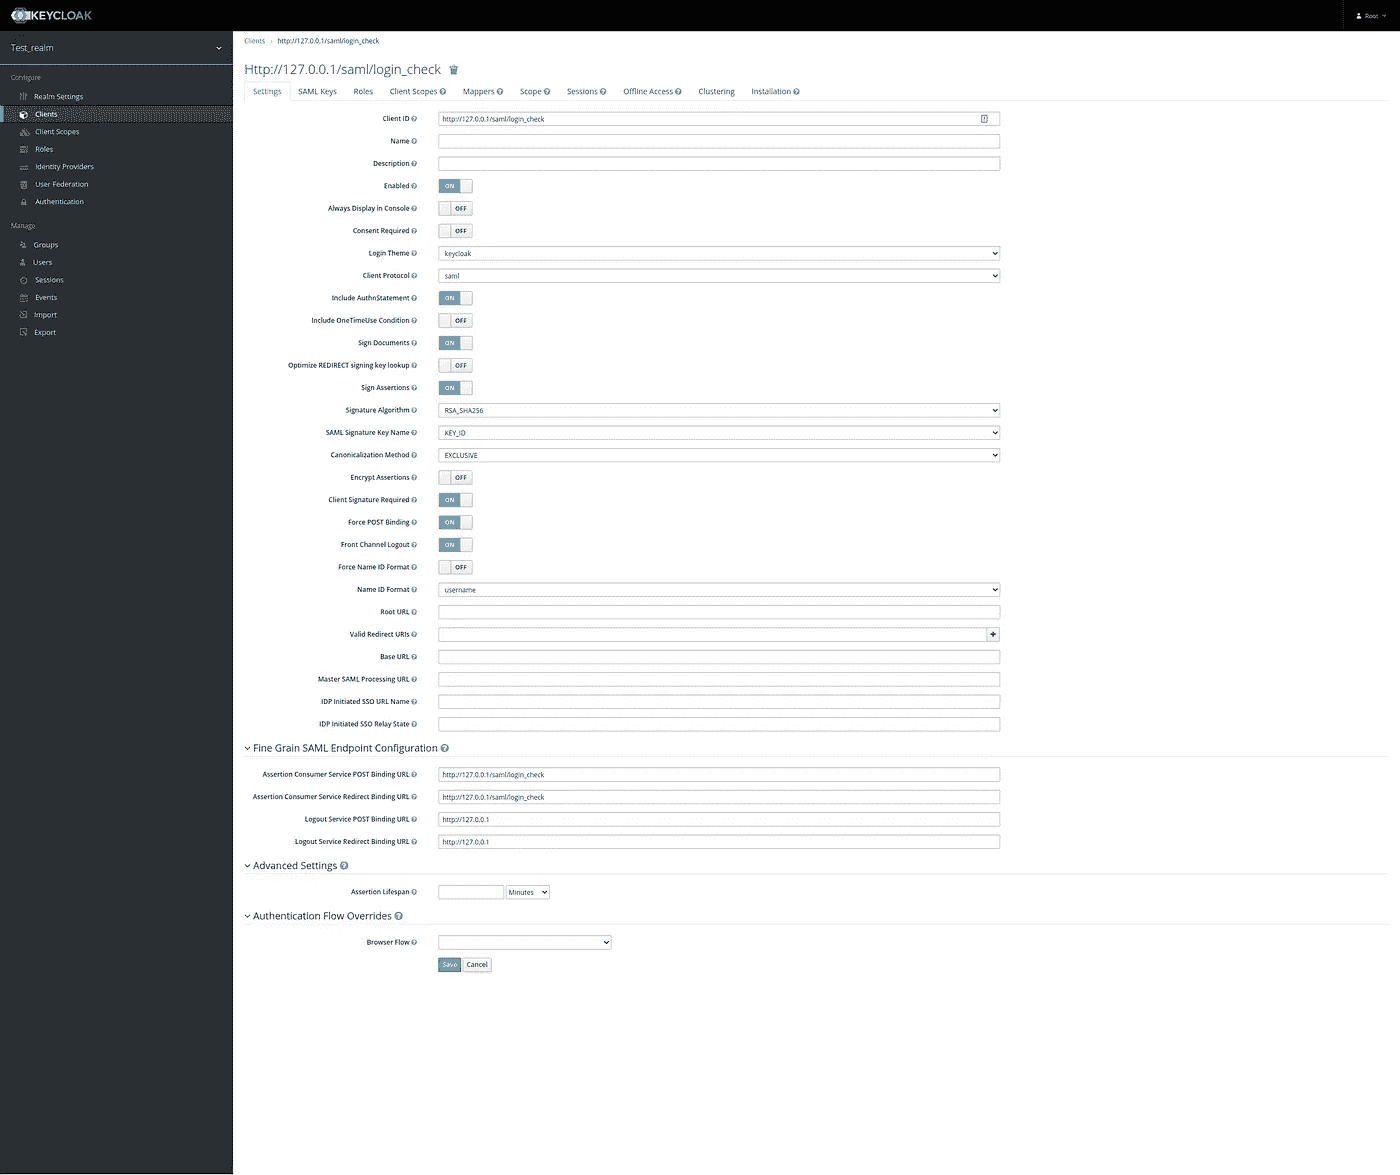 KEYCLOAK
Root
Test_realm
Configure
Realm Settings
Clients
Client Scopes
Roles
Identity Providers
User Federation
Authentication
Manage
Groups
Users
Sessions
Events
Import
Export
Clients › http://127.0.0.1/saml/login_check
Http://127.0.0.1/saml/login_check
Settings SAML Keys Roles Client Scopes Mappers Scope Sessions Offline Access Clustering Installation
Client ID http://127.0.0.1/saml/login_check
Name
Description
Enabled ON
Always Display in Console OFF
Consent Required OFF
Login Theme keycloak
Client Protocol saml
Include AuthnStatement ON
Include OneTimeUse Condition OFF
Sign Documents ON
Optimize REDIRECT signing key lookup OFF
Sign Assertions ON
Signature Algorithm RSA_SHA256
SAML Signature Key Name KEY_ID
Canonicalization Method EXCLUSIVE
Encrypt Assertions OFF
Client Signature Required ON
Force POST Binding ON
Front Channel Logout ON
Force Name ID Format OFF
Name ID Format username
Root URL
Valid Redirect URIs +
Base URL
Master SAML Processing URL
IDP Initiated SSO URL Name
IDP Initiated SSO Relay State
Fine Grain SAML Endpoint Configuration
Assertion Consumer Service POST Binding URL http://127.0.0.1/saml/login_check
Assertion Consumer Service Redirect Binding URL http://127.0.0.1/saml/login_check
Logout Service POST Binding URL http://127.0.0.1
Logout Service Redirect Binding URL http://127.0.0.1
Advanced Settings
Assertion Lifespan Minutes
Authentication Flow Overrides
Browser Flow
Save Cancel